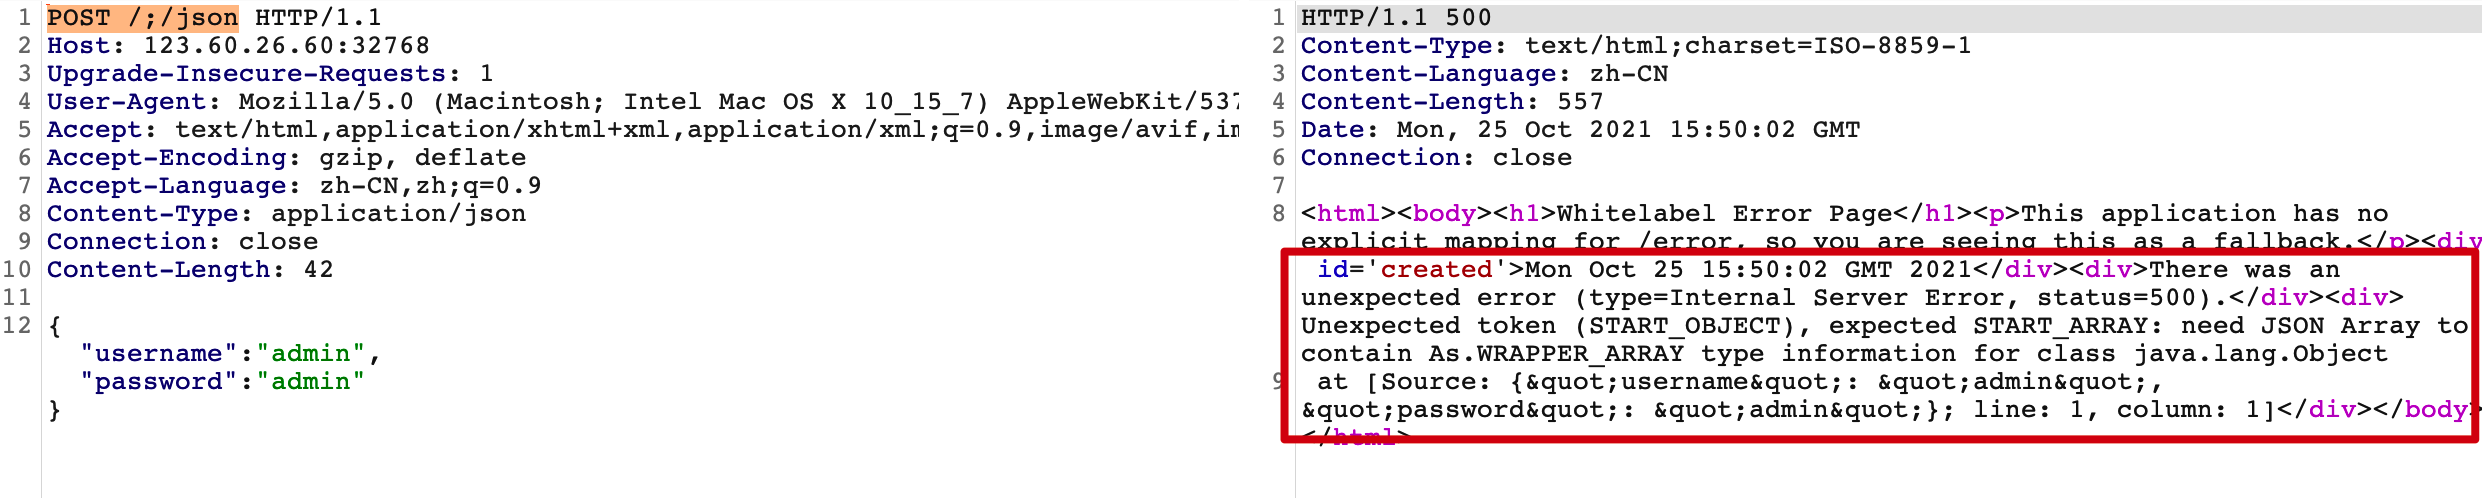 1 POST /;/json HTTP/1.1
2 Host: 123.60.26.60:32768
3 Upgrade-Insecure-Requests: 1
4 User-Agent: Mozilla/5.0 (Macintosh; Intel Mac OS X 10_15_7) AppleWebKit/537
5 Accept: text/html,application/xhtml+xml,application/xml;q=0.9,image/avif,im
6 Accept-Encoding: gzip, deflate
7 Accept-Language: zh-CN,zh;q=0.9
8 Content-Type: application/json
9 Connection: close
10 Content-Length: 42
11
12 {
"username":"admin",
"password":"admin"
}
1 HTTP/1.1 500
2 Content-Type: text/html;charset=ISO-8859-1
3 Content-Language: zh-CN
4 Content-Length: 557
5 Date: Mon, 25 Oct 2021 15:50:02 GMT
6 Connection: close
7
8 <html><body><h1>Whitelabel Error Page</h1><p>This application has no
explicit mapping for /error, so you are seeing this as a fallback.</p><div
id='created'>Mon Oct 25 15:50:02 GMT 2021</div><div>There was an
unexpected error (type=Internal Server Error, status=500).</div><div>
Unexpected token (START_OBJECT), expected START_ARRAY: need JSON Array to
contain As.WRAPPER_ARRAY type information for class java.lang.Object
9 at [Source: {&quot;username&quot;: &quot;admin&quot;,
&quot;password&quot;: &quot;admin&quot;}; line: 1, column: 1]</div></body>
</html>